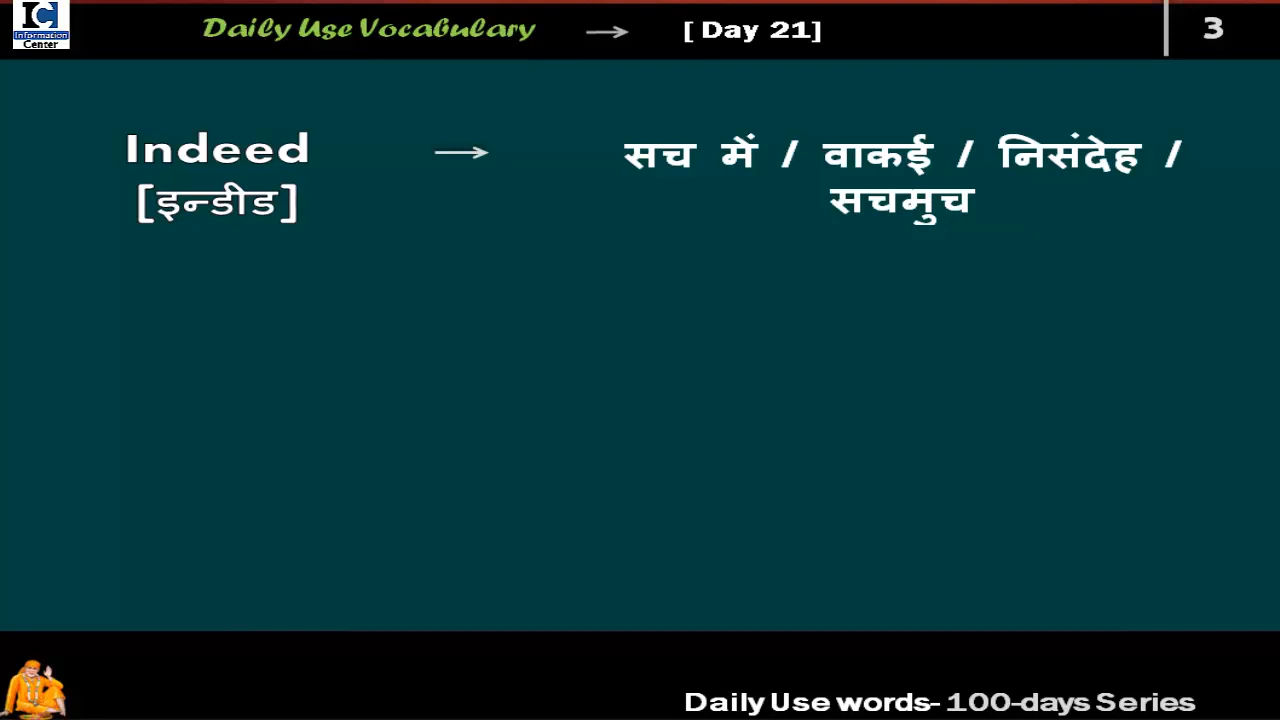 IC
Information
Center
Daily Use Vocabulary → [ Day 21]
3
Indeed → सच में / वाकई / निसंदेह /
[इन्डीड] सचमुच
Daily Use words- 100-days Series